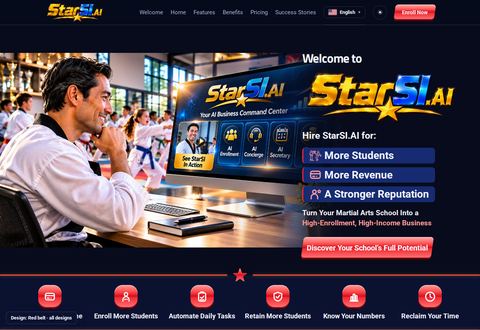 StarSI.AI
Welcome
Home
Features
Benefits
Pricing
Success Stories
English
Enroll Now
Welcome to
StarSI.AI
StarSI.AI
Your AI Business Command Center
See StarSI
In Action
AI
Enrollment
AI
Concierge
AI
Secretary
Hire StarSI.AI for:
More Students
More Revenue
A Stronger Reputation
Turn Your Martial Arts School Into a
High-Enrollment, High-Income Business
Discover Your School's Full Potential
Design: Red belt - all designs
me
Enroll More Students
Automate Daily Tasks
Retain More Students
Know Your Numbers
Reclaim Your Time